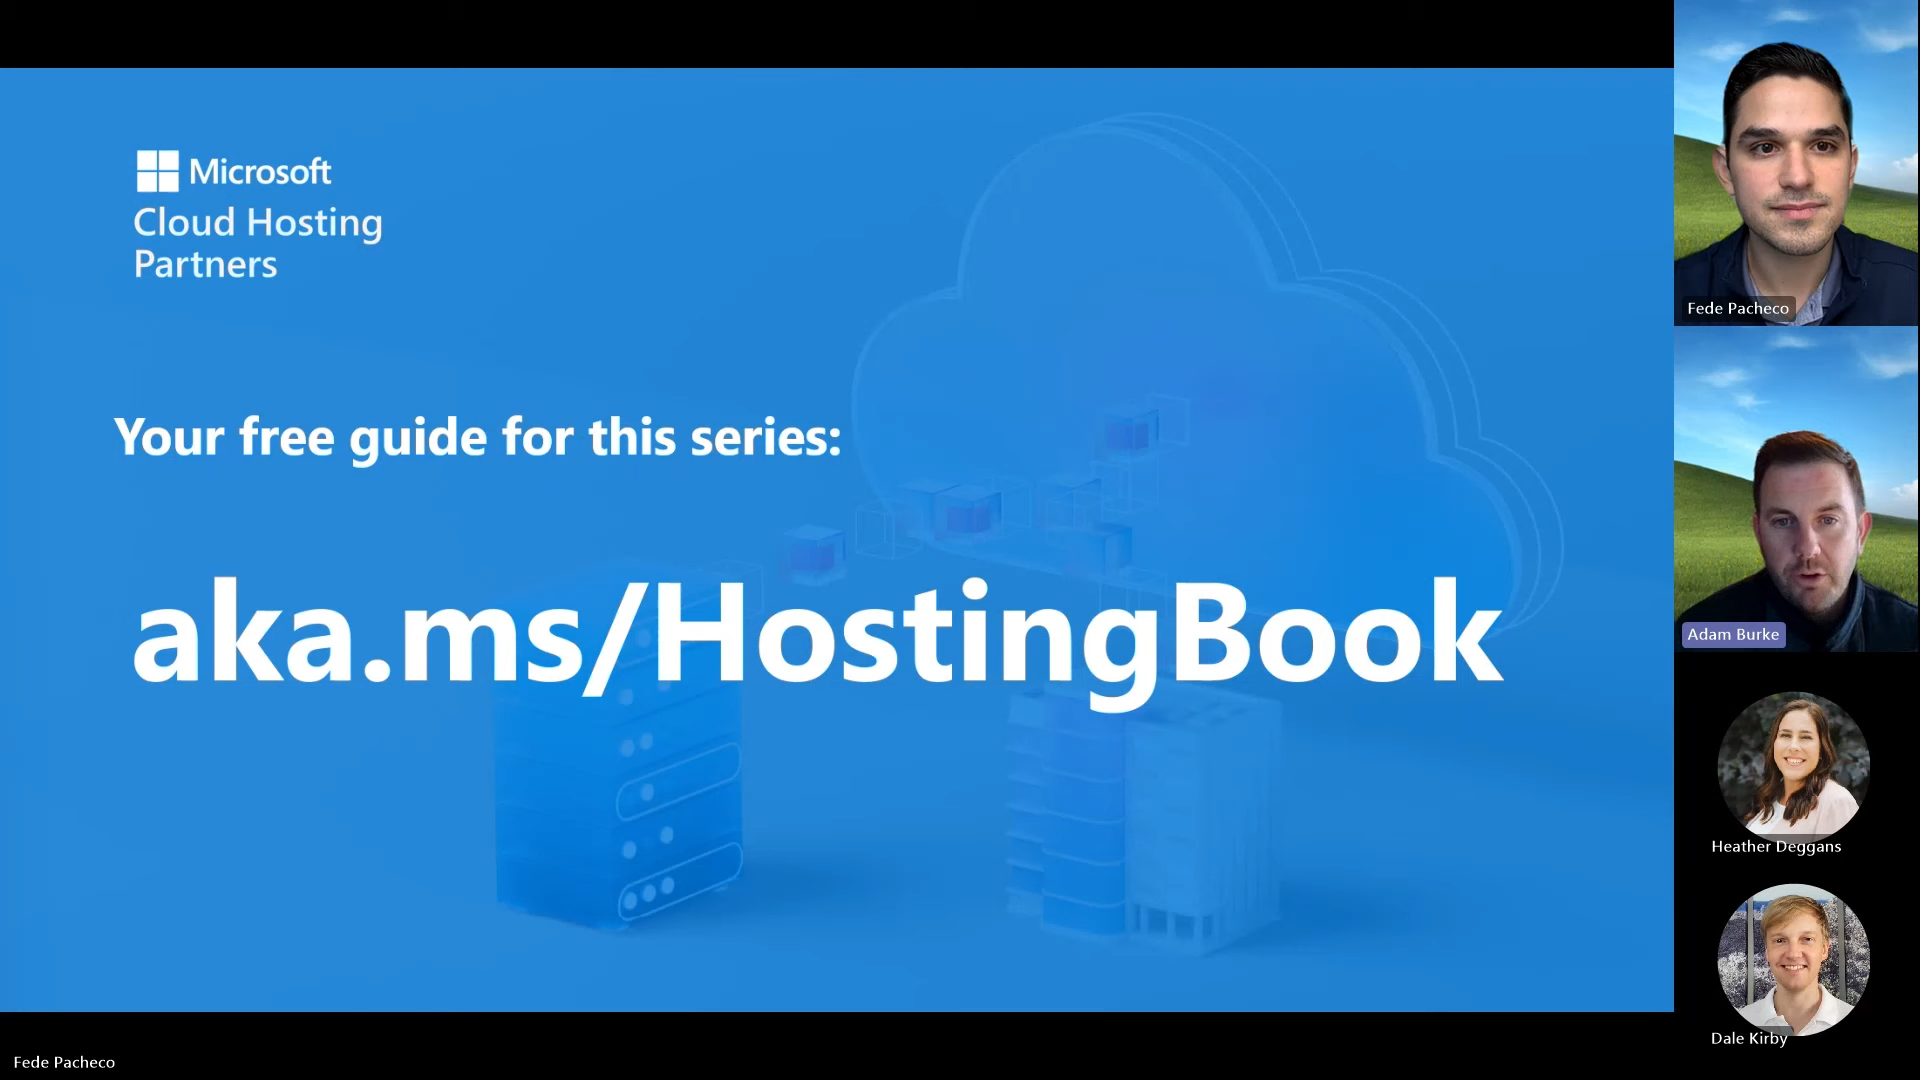 Microsoft
Cloud Hosting
Partners
Your free guide for this series:
aka.ms/HostingBook
Fede Pacheco
Adam Burke
Heather Deggans
Dale Kirby
Fede Pacheco